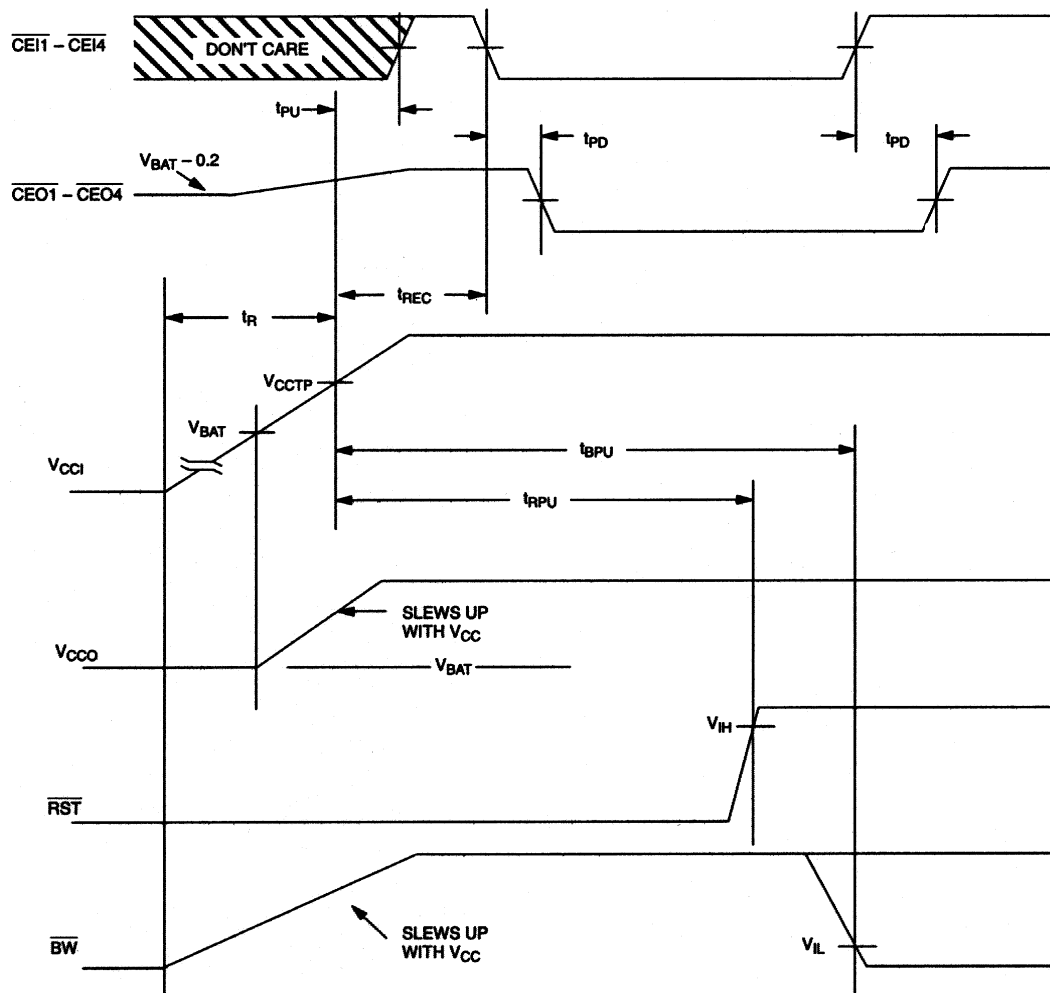 CEI1 – CEI4
DON'T CARE
tPU
tPD
tPD
VBAT – 0.2
CEO1 – CEO4
tREC
tR
VCCTP
VBAT
tBPU
VCCI
tRPU
SLEWS UP
WITH VCC
VCCO
VBAT
VIH
RST
SLEWS UP
WITH VCC
VIL
BW